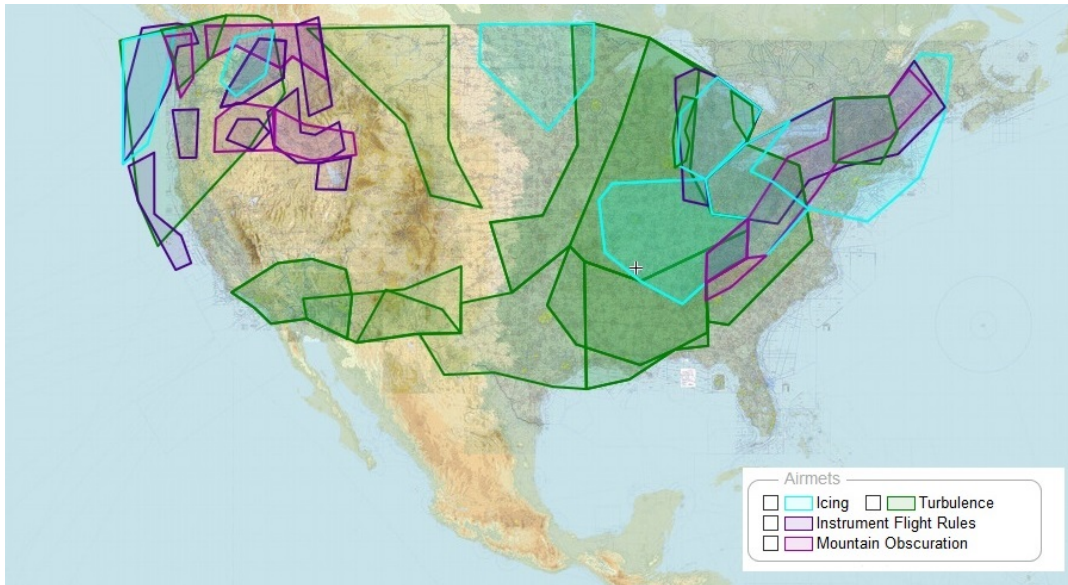 Airmets
Icing Turbulence
Instrument Flight Rules
Mountain Obscuration